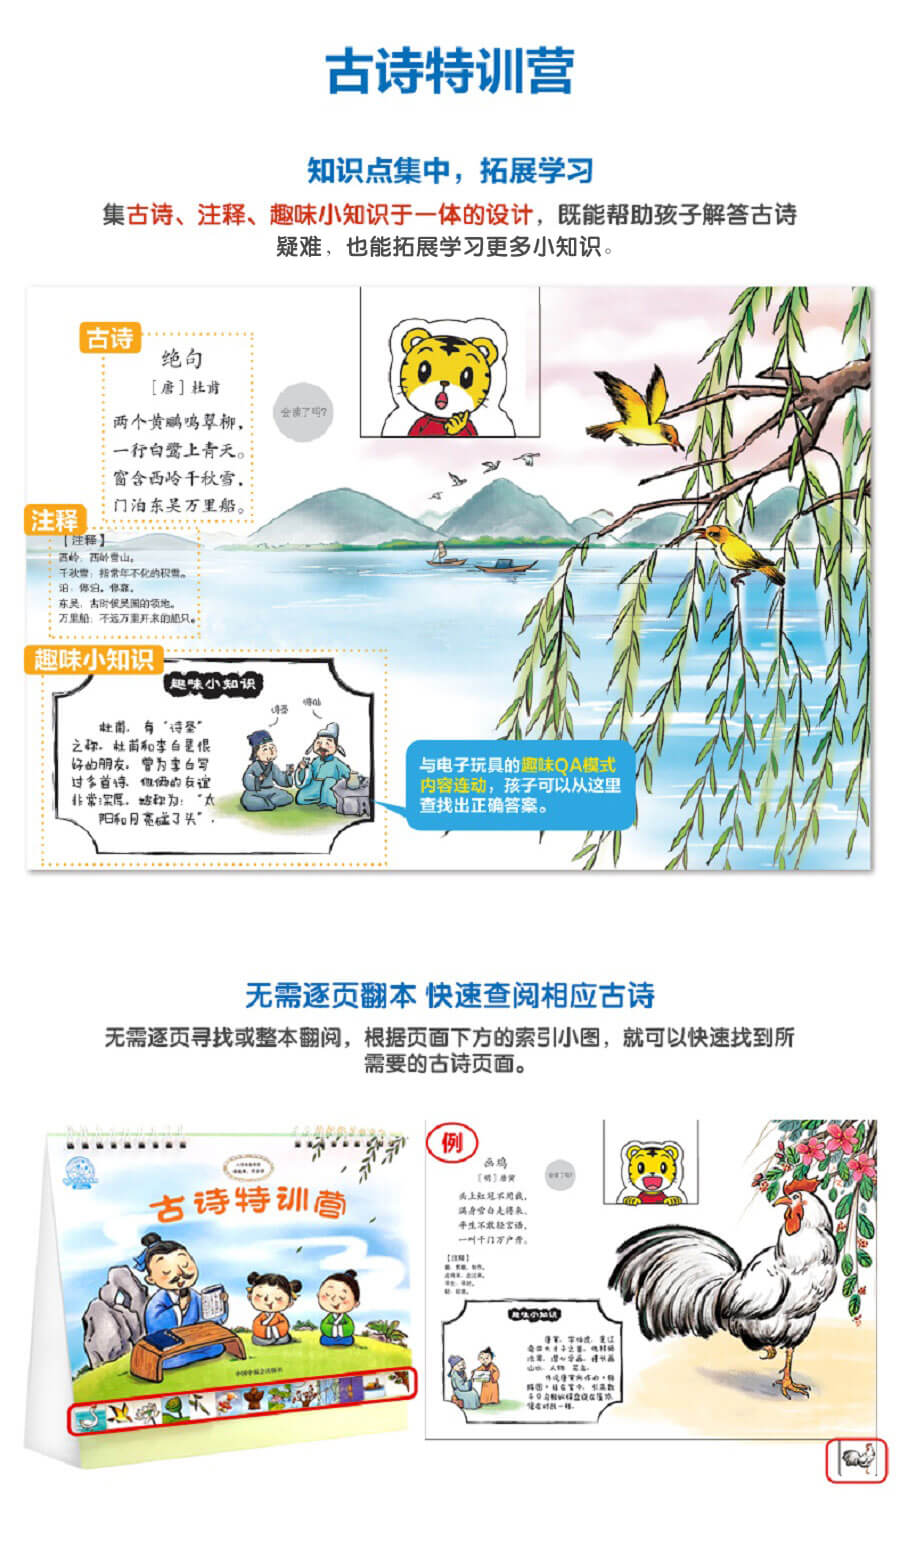 古诗特训营
知识点集中，拓展学习
集古诗、注释、趣味小知识于一体的设计，既能帮助孩子解答古诗
疑难，也能拓展学习更多小知识。
古诗
绝句
［唐］杜甫
两个黄鹂鸣翠柳，
一行白鹭上青天。
窗含西岭千秋雪，
门泊东吴万里船。
会读了吗?
注释
【注释】
西岭：西岭雪山。
千秋雪：指常年不化的积雪。
泊：停泊。停靠。
东吴：古时候吴国的领地。
万里船：不远万里开来的船只。
趣味小知识
趣味小知识
杜甫，有“诗圣”
之称，杜甫和李白是很
好的朋友，曾为李白写
过多首诗，他俩的友谊
非常深厚，被称为：“太
阳和月亮碰了头”，
诗圣
诗仙
与电子玩具的趣味QA模式
内容连动，孩子可以从这里
查找出正确答案。
无需逐页翻本 快速查阅相应古诗
无需逐页寻找或整本翻阅，根据页面下方的索引小图，就可以快速找到所
需要的古诗页面。
古诗特训营
中国中福会出版社
例
画鸡
［明］唐寅
头上红冠不用裁，
满身雪白走得来。
平生不敢轻言语，
一叫千门万户开。
会读了吗?
【注释】
趣味小知识